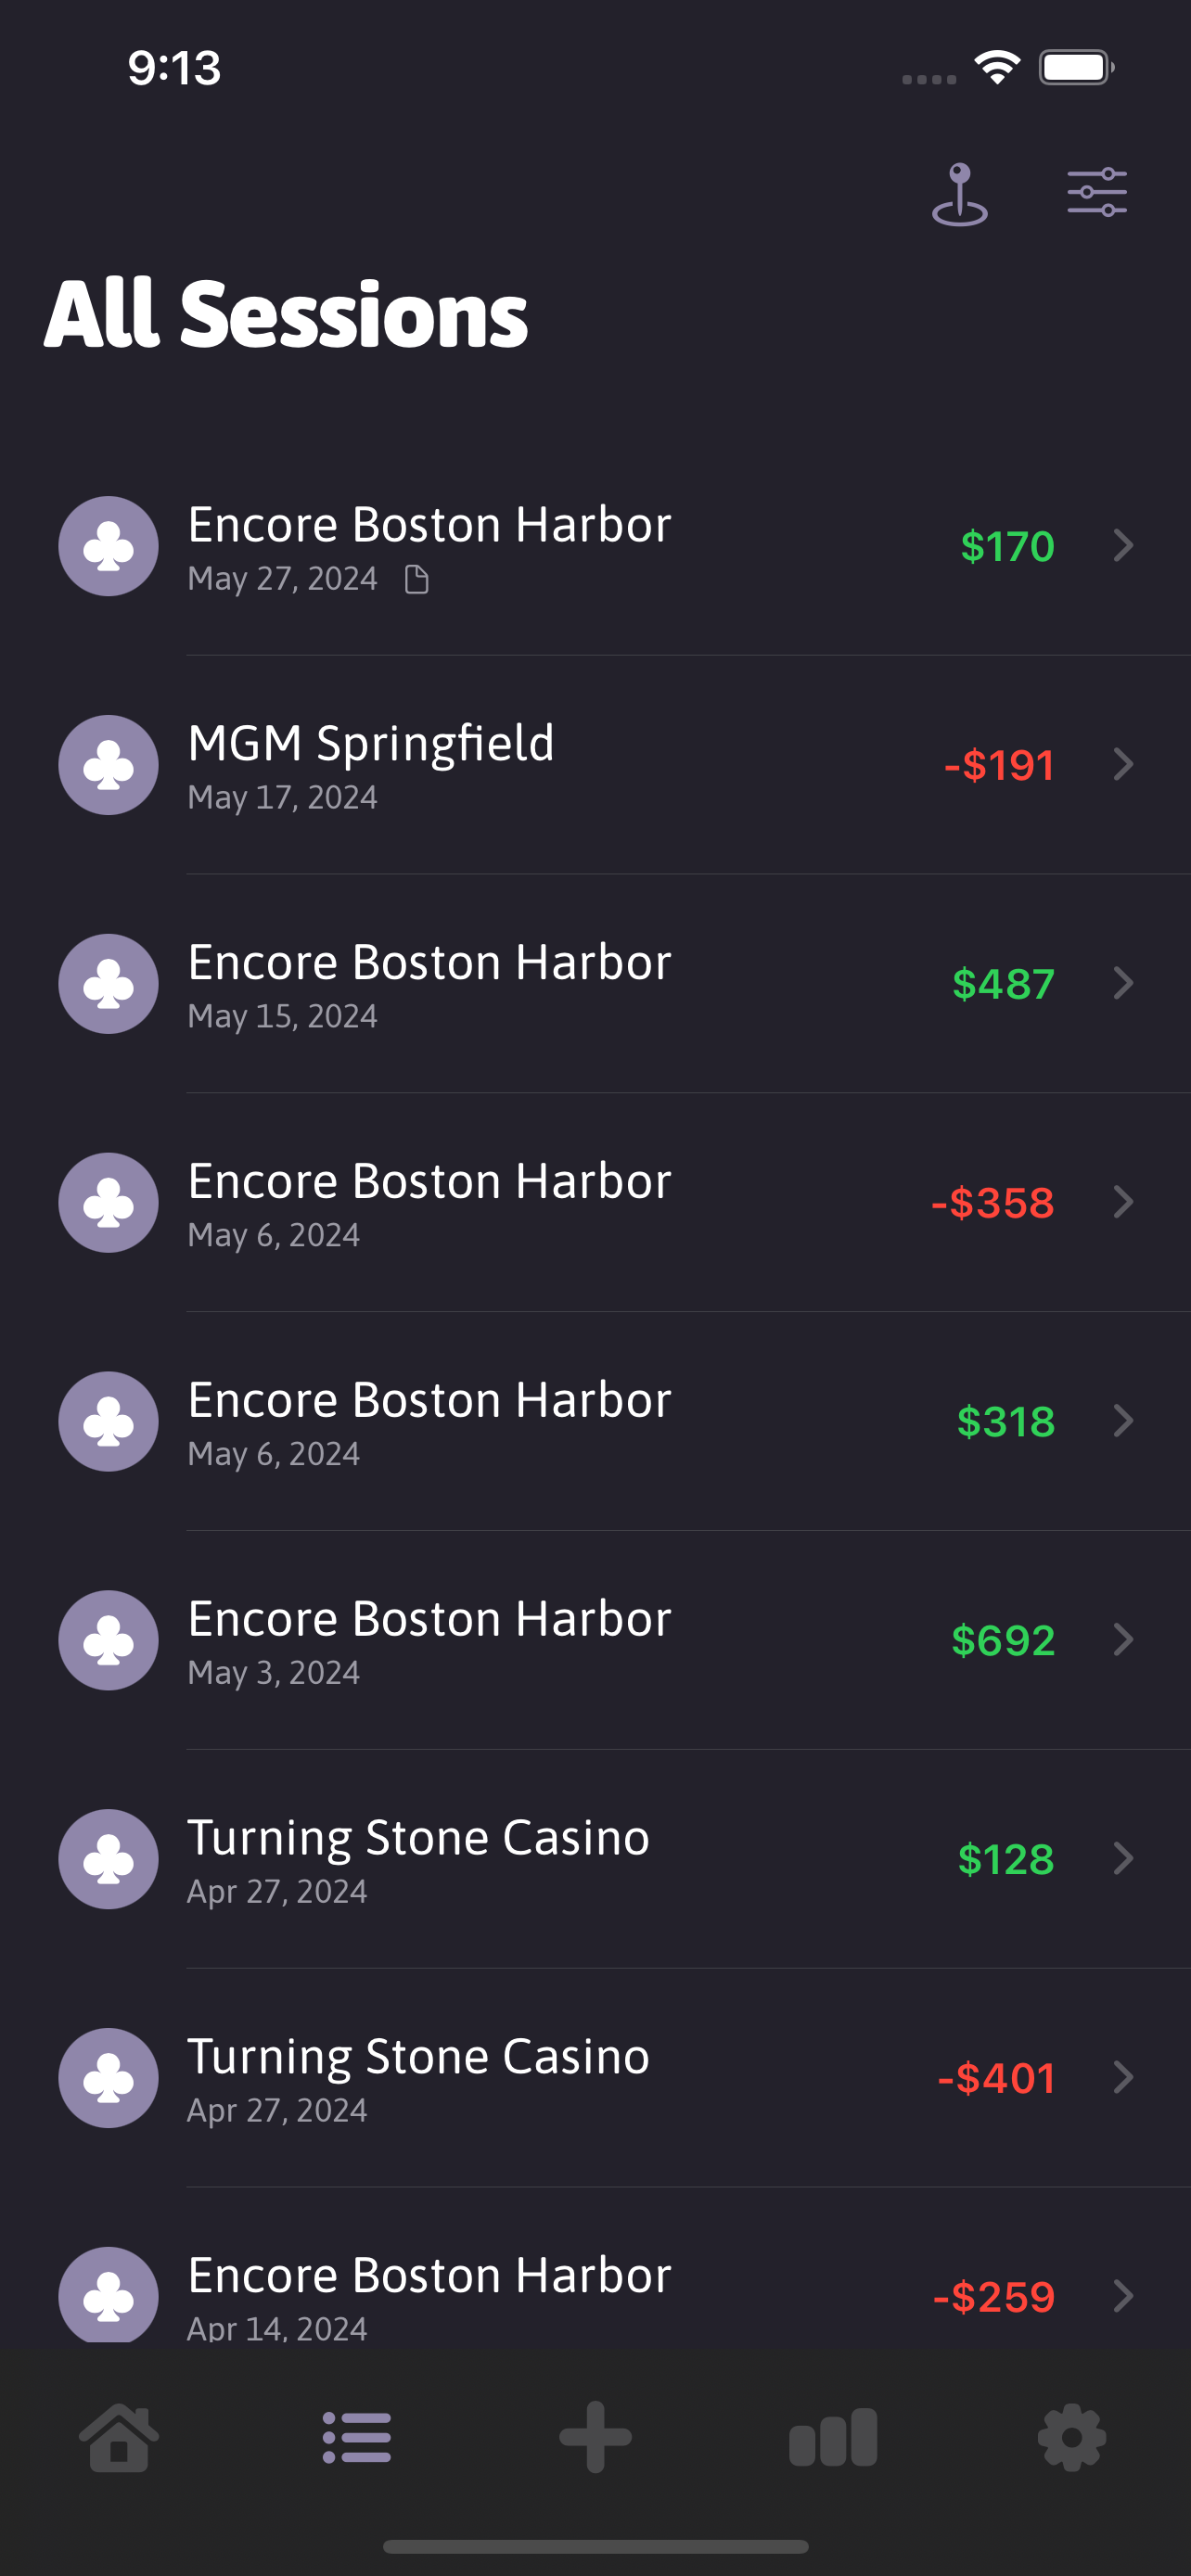 9:13
All Sessions
Encore Boston Harbor
$170
May 27, 2024
MGM Springfield
-$191
May 17, 2024
Encore Boston Harbor
$487
May 15, 2024
Encore Boston Harbor
-$358
May 6, 2024
Encore Boston Harbor
$318
May 6, 2024
Encore Boston Harbor
$692
May 3, 2024
Turning Stone Casino
$128
Apr 27, 2024
Turning Stone Casino
-$401
Apr 27, 2024
Encore Boston Harbor
-$259
Apr 14, 2024